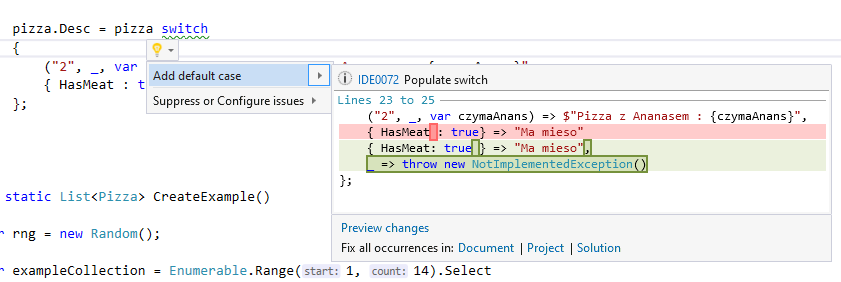 pizza.Desc = pizza switch
{
("2", _, var
{ HasMeat : t
};
Add default case
Suppress or Configure issues
IDE0072 Populate switch
Lines 23 to 25
("2", _, var czymaAnans) => $"Pizza z Ananasem : {czymaAnans}",
{ HasMeat : true} => "Ma mieso"
{ HasMeat: true } => "Ma mieso",
_ => throw new NotImplementedException()
};
Preview changes
Fix all occurrences in: Document | Project | Solution
static List<Pizza> CreateExample()
r rng = new Random();
r exampleCollection = Enumerable.Range(start: 1, count: 14).Select